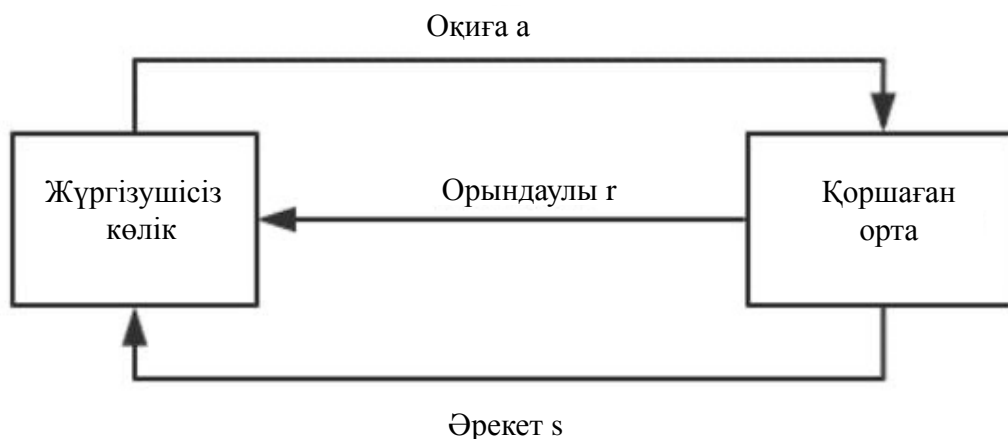 Оқиға a
Жүргізушісіз
көлік
Орындаулы r
Қоршаған
орта
Әрекет s